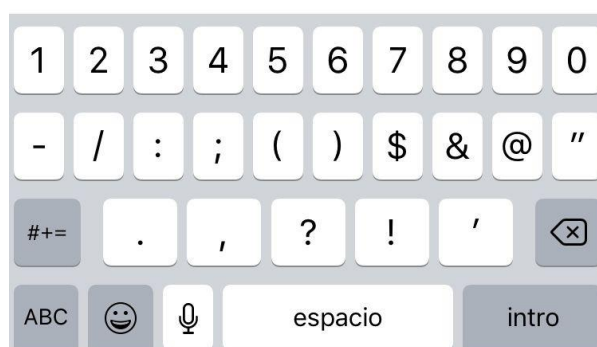 1 2 3 4 5 6 7 8 9 0
- / : ; ( ) $ & @ "
#+= . , ? ! '
ABC espacio intro